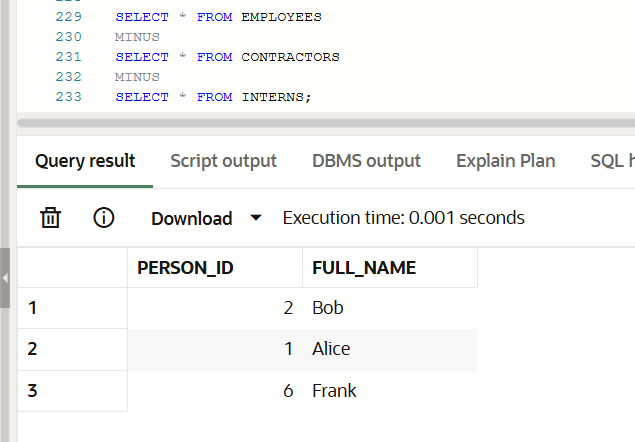 229 SELECT * FROM EMPLOYEES
230 MINUS
231 SELECT * FROM CONTRACTORS
232 MINUS
233 SELECT * FROM INTERNS;
Query result Script output DBMS output Explain Plan SQL
Download Execution time: 0.001 seconds
PERSON_ID FULL_NAME
1 2 Bob
2 1 Alice
3 6 Frank